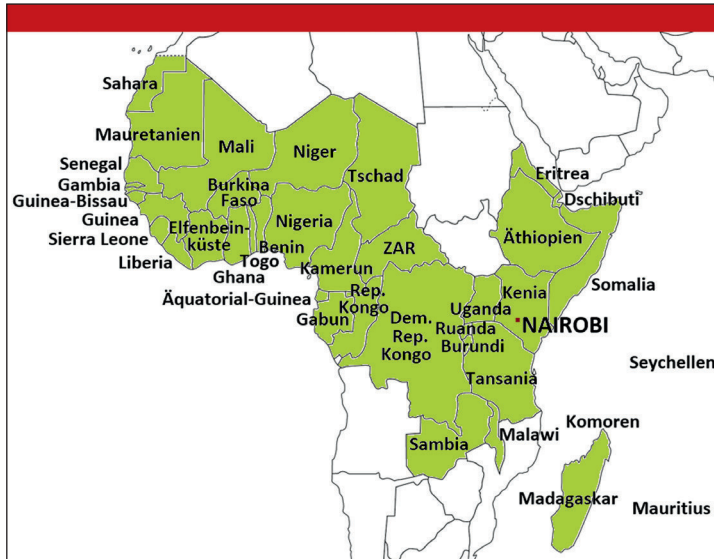 Sahara
Mauretanien
Mali
Niger
Tschad
Eritrea
Senegal
Gambia
Guinea-Bissau
Guinea
Sierra Leone
Liberia
Burkina
Faso
Elfenbein-
küste
Ghana
Togo
Benin
Nigeria
Dschibuti
Äthiopien
ZAR
Kamerun
Äquatorial-Guinea
Gabun
Rep.
Kongo
Dem.
Rep.
Kongo
Uganda
Kenia
Somalia
Ruanda
Burundi
NAIROBI
Tansania
Seychellen
Sambia
Malawi
Komoren
Madagaskar
Mauritius